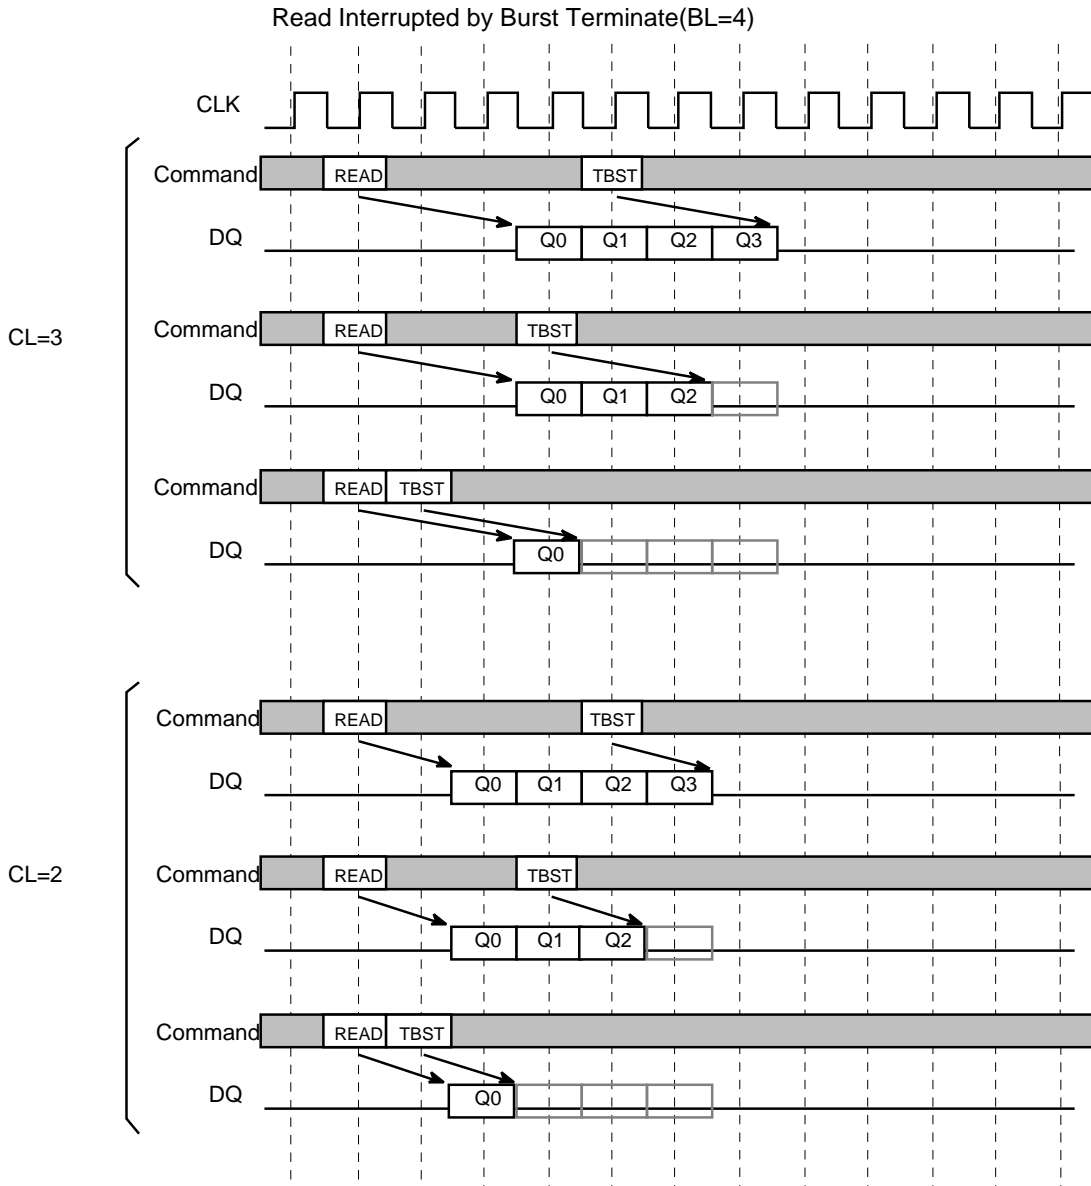 Read Interrupted by Burst Terminate(BL=4)
CLK
Command READ TBST
DQ Q0 Q1 Q2 Q3
CL=3
Command READ TBST
DQ Q0 Q1 Q2
Command READ TBST
DQ Q0
Command READ TBST
DQ Q0 Q1 Q2 Q3
CL=2
Command READ TBST
DQ Q0 Q1 Q2
Command READ TBST
DQ Q0